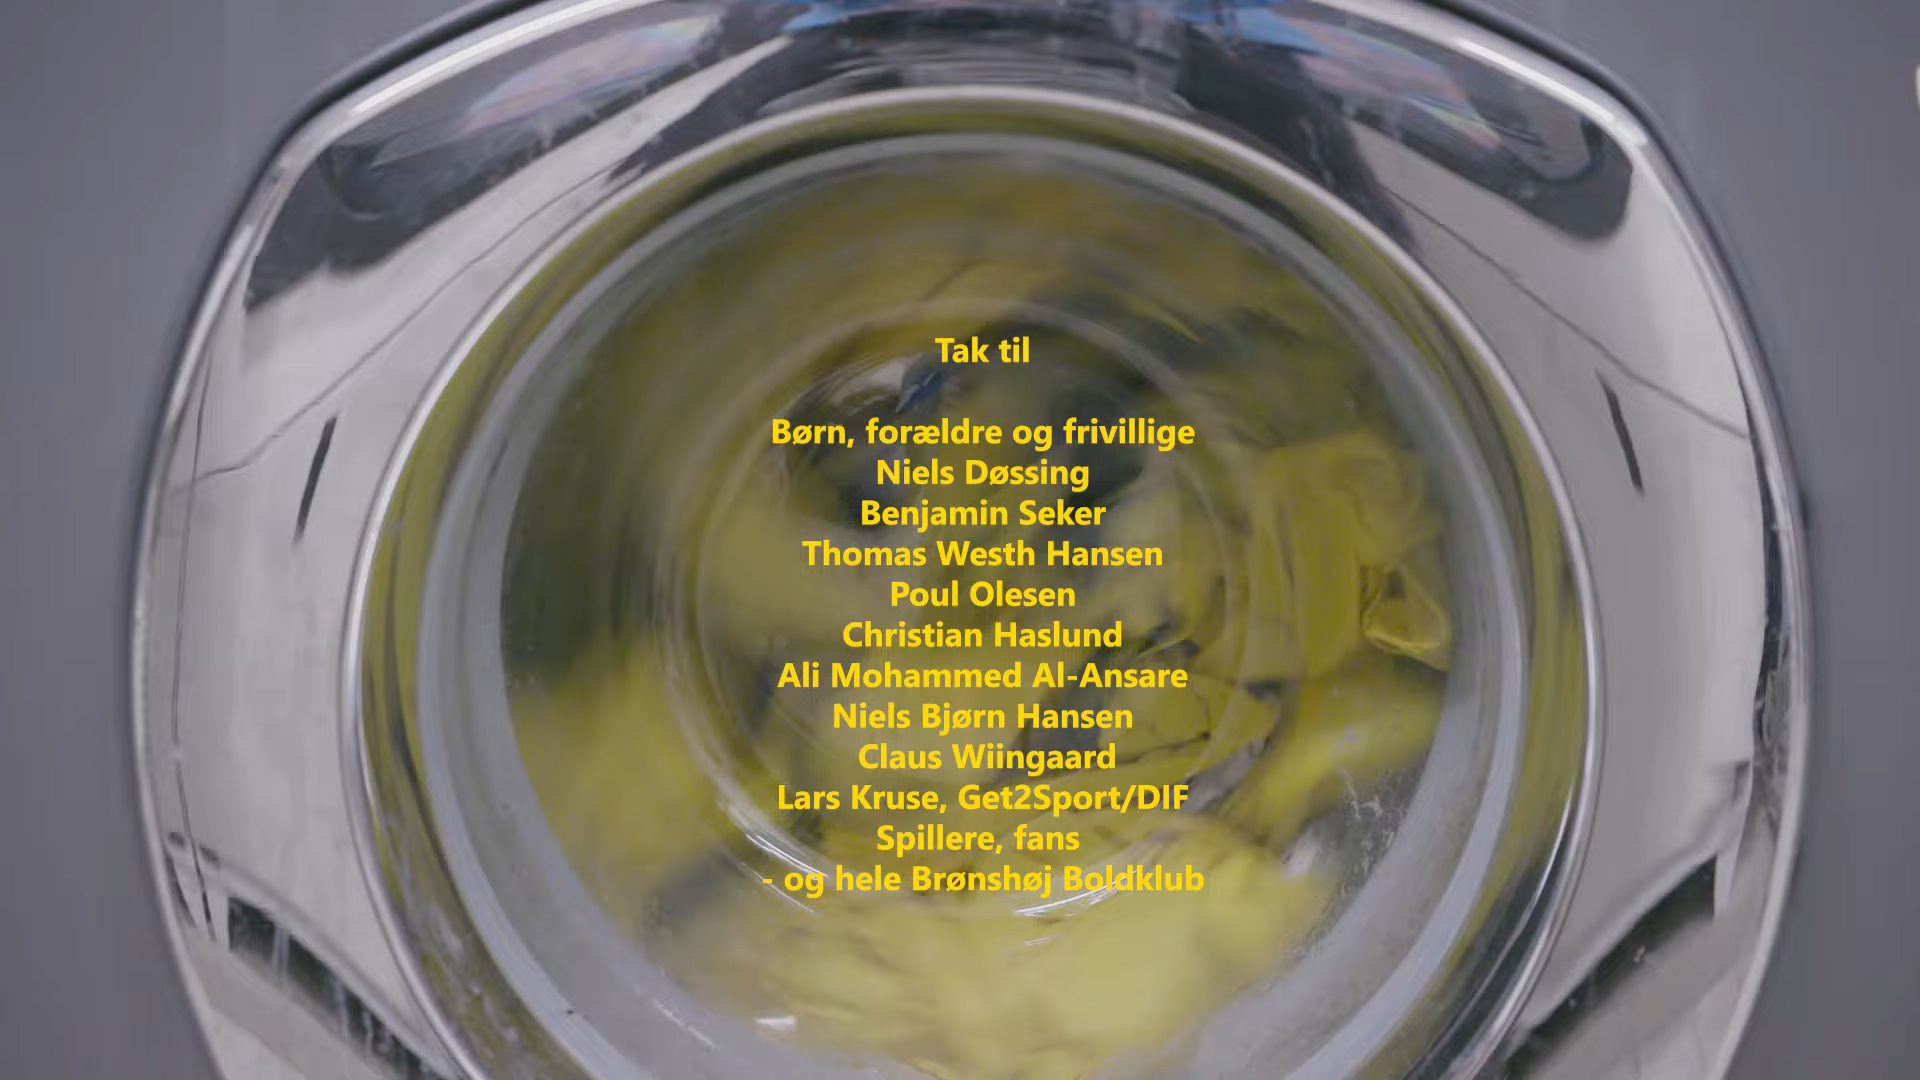 Tak til
Børn, forældre og frivillige
Niels Døssing
Benjamin Seker
Thomas Westh Hansen
Poul Olesen
Christian Haslund
Ali Mohammed Al-Ansare
Niels Bjørn Hansen
Claus Wiingaard
Lars Kruse, Get2Sport/DIF
Spillere, fans
- og hele Brønshøj Boldklub